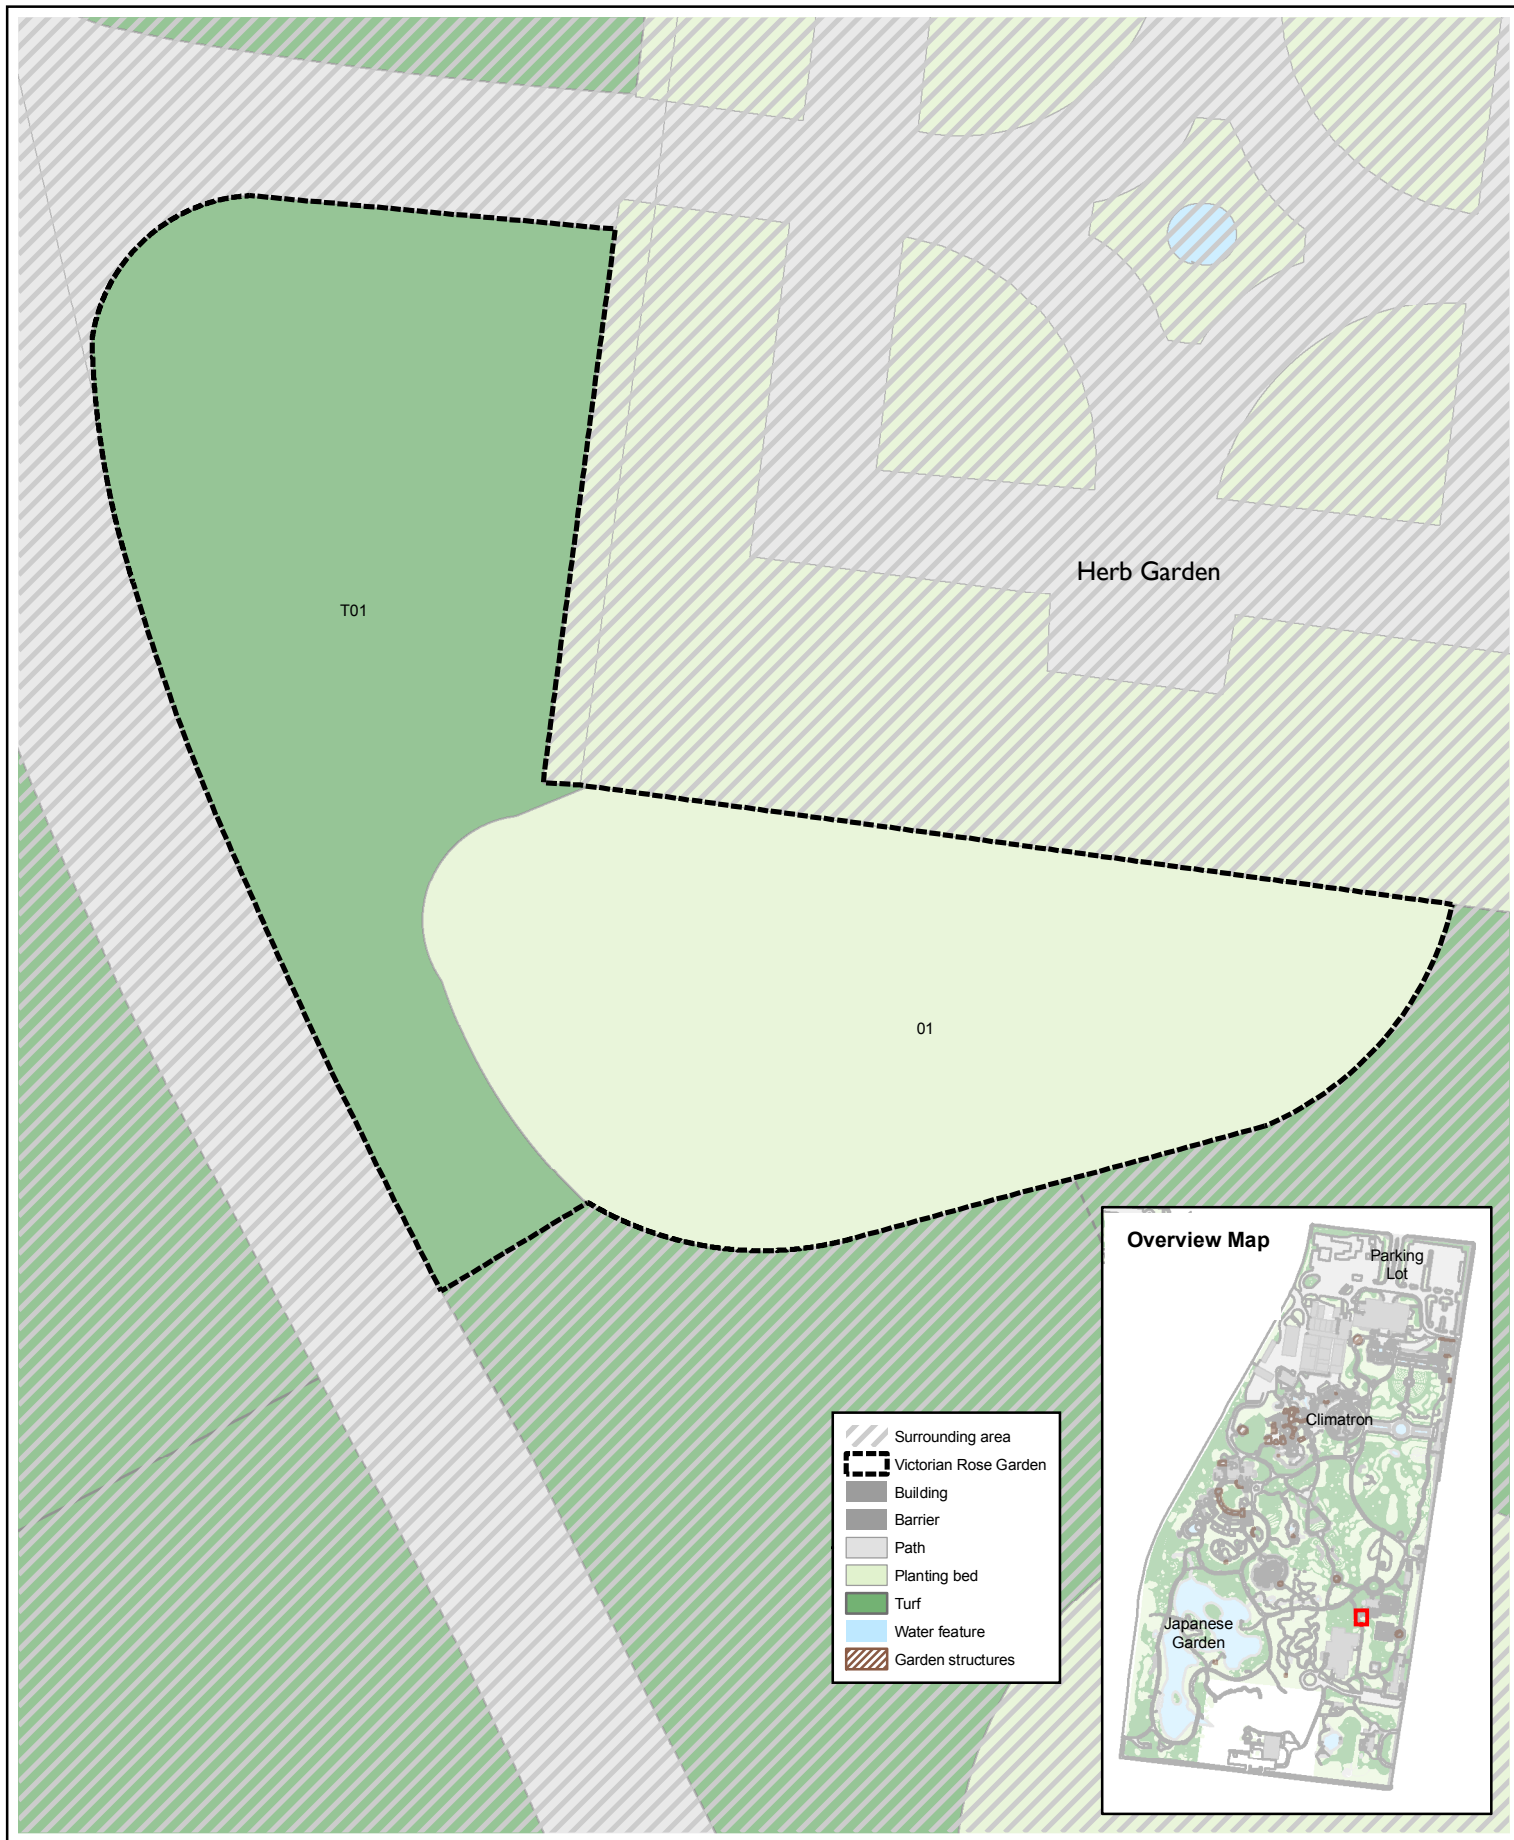 Herb Garden
T01
01
Surrounding area
Victorian Rose Garden
Building
Barrier
Path
Planting bed
Turf
Water feature
Garden structures
Overview Map
Parking
Lot
Climatron
Japanese
Garden